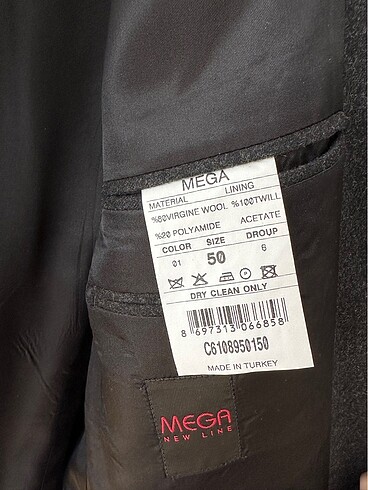 MEGA
MATERIAL LINING
%80VIRGINE WOOL %100TWILL
%20 POLYAMIDE ACETATE
COLOR SIZE DROUP
01 50 6
DRY CLEAN ONLY
8 697313 066858
C6108950150
MADE IN TURKEY
MEGA
NEW LINE